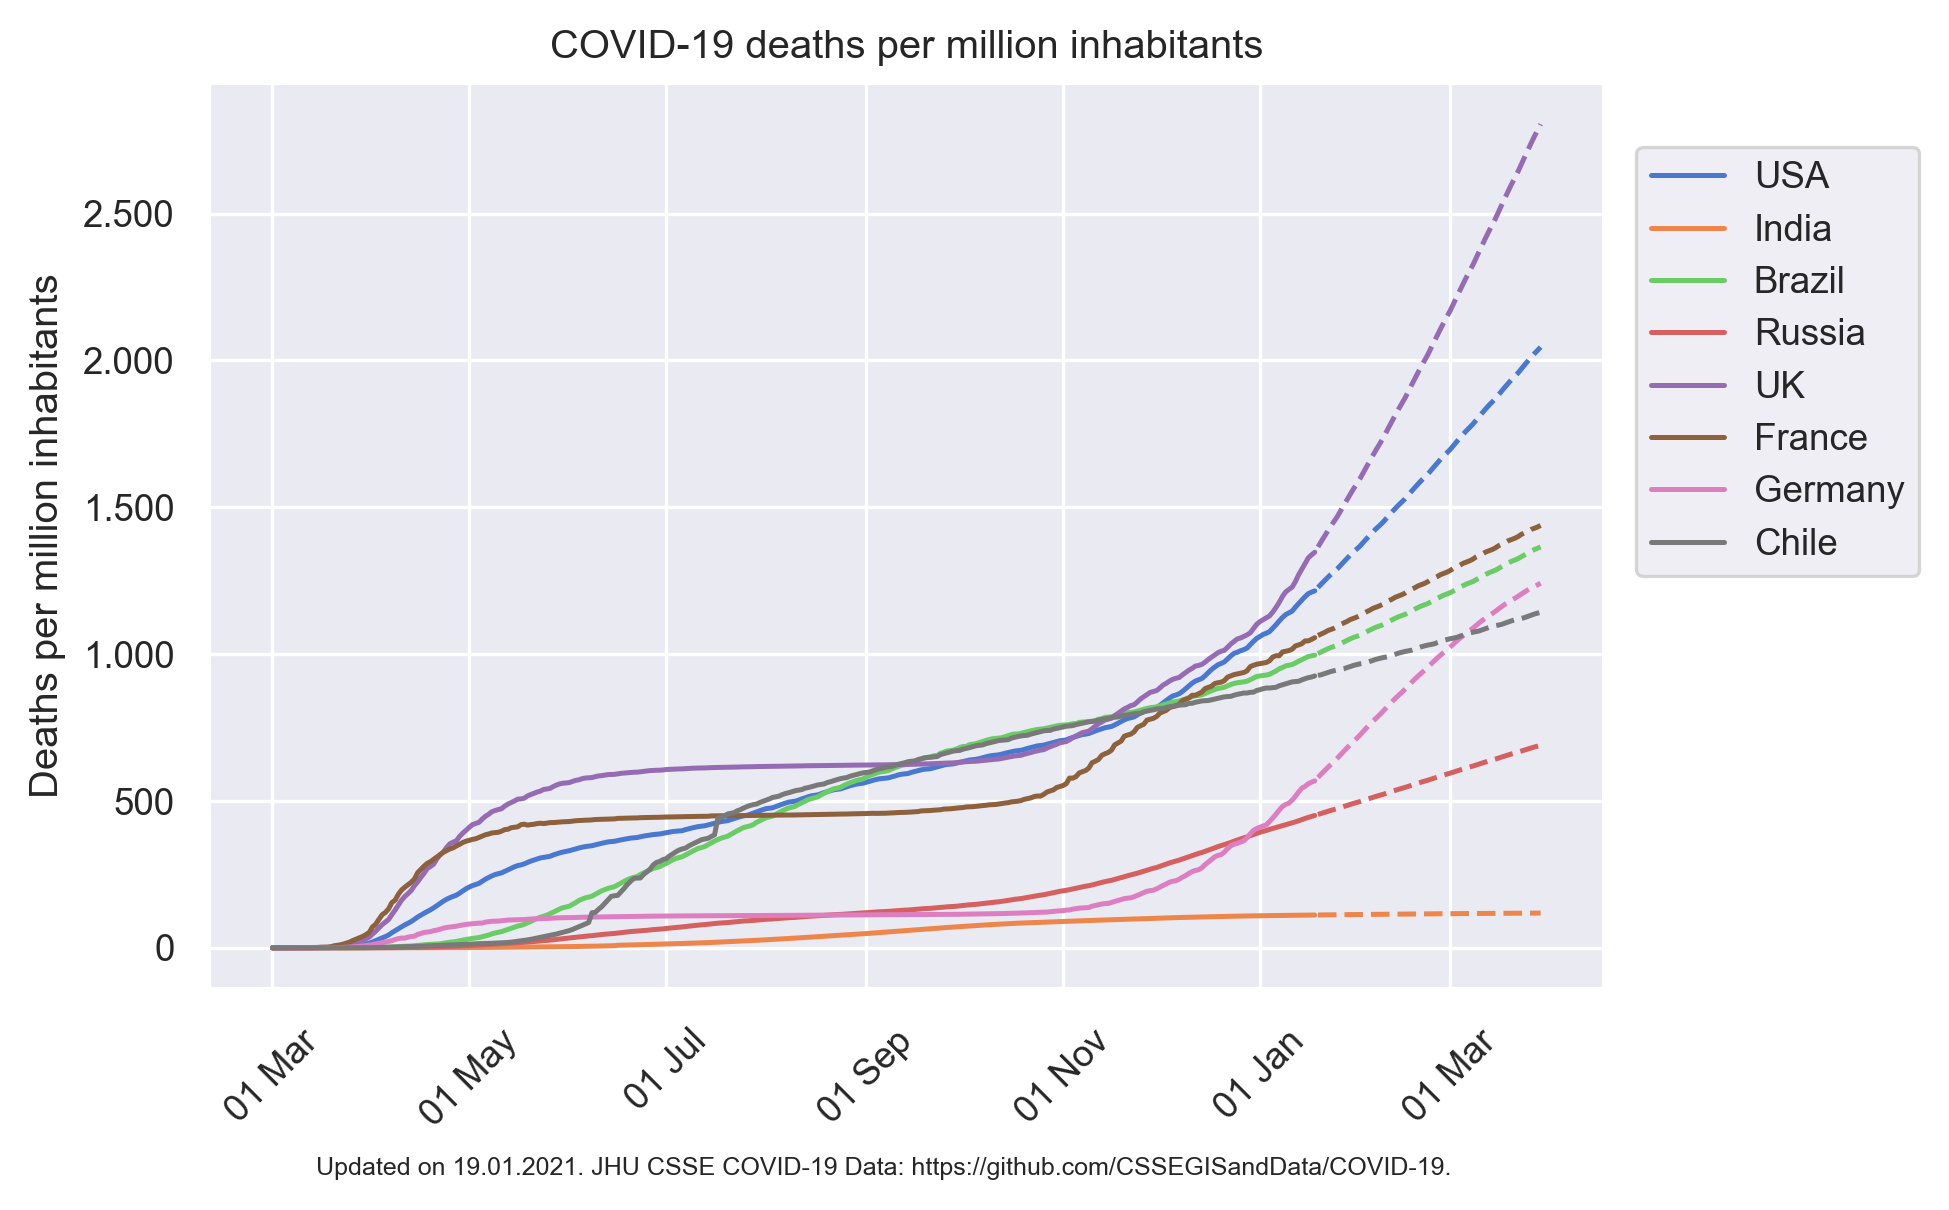 COVID-19 deaths per million inhabitants
Deaths per million inhabitants
2.500
2.000
1.500
1.000
500
0
01 Mar
01 May
01 Jul
01 Sep
01 Nov
01 Jan
01 Mar
USA
India
Brazil
Russia
UK
France
Germany
Chile
Updated on 19.01.2021. JHU CSSE COVID-19 Data: https://github.com/CSSEGISandData/COVID-19.